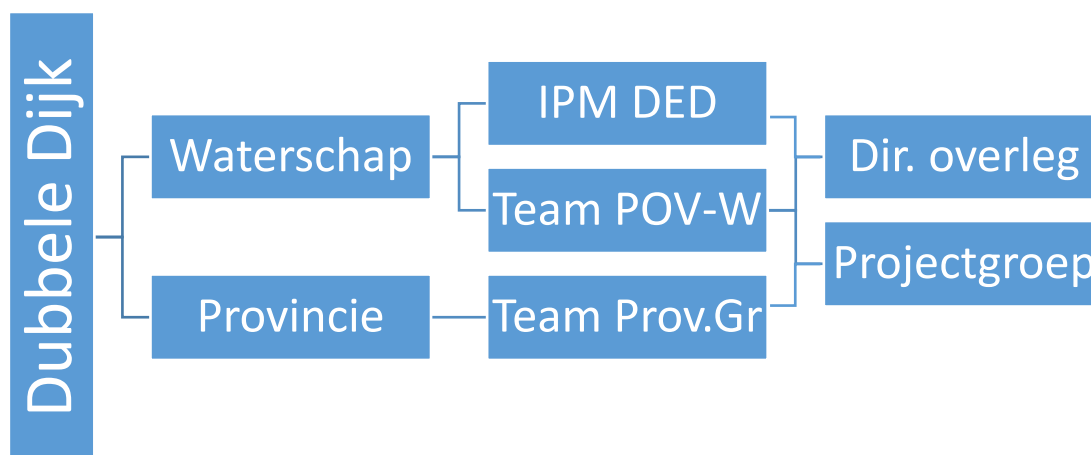 Dubbele Dijk
Waterschap
Provincie
IPM DED
Team POV-W
Team Prov.Gr
Dir. overleg
Projectgroep